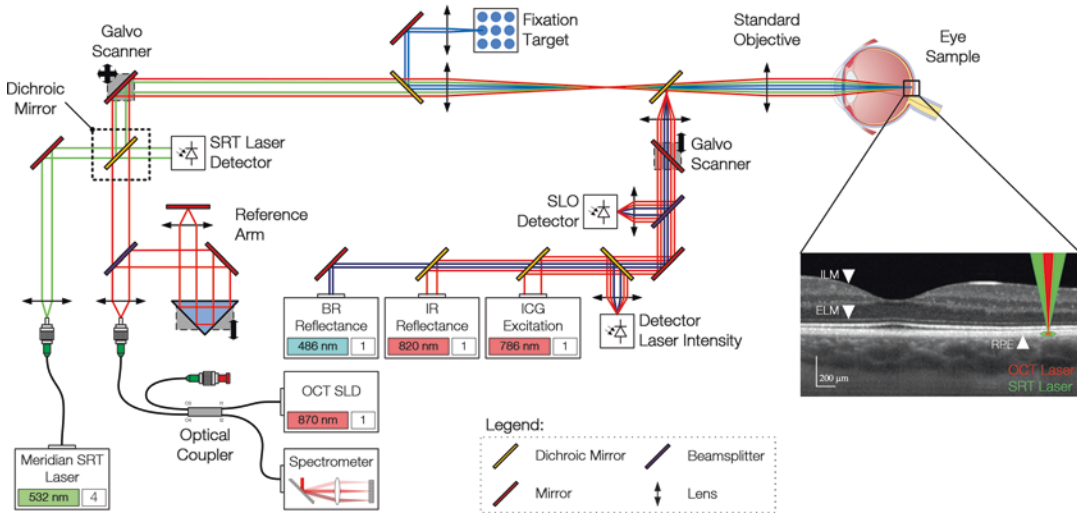 Galvo
Scanner
Fixation
Target
Standard
Objective
Eye
Sample
Dichroic
Mirror
SRT Laser
Detector
Galvo
Scanner
SLO
Detector
Reference
Arm
BR
Reflectance
486 nm 1
IR
Reflectance
820 nm 1
ICG
Excitation
786 nm 1
Detector
Laser Intensity
ILM
ELM
RPE
OCT Laser
SRT Laser
200 µm
OCT SLD
870 nm 1
Optical
Coupler
Spectrometer
Meridian SRT
Laser
532 nm 4
Legend:
Dichroic Mirror
Beamsplitter
Mirror
Lens